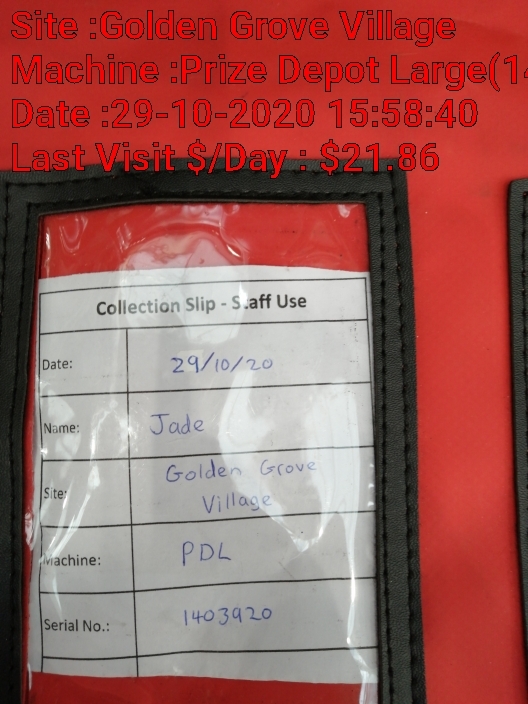 Site :Golden Grove Village
Machine :Prize Depot Large(14
Date :29-10-2020 15:58:40
Last Visit $/Day : $21.86
Collection Slip - Staff Use
Date: 29/10/20
Name: Jade
Site: Golden Grove
Village
Machine: PDL
Serial No.: 1403920